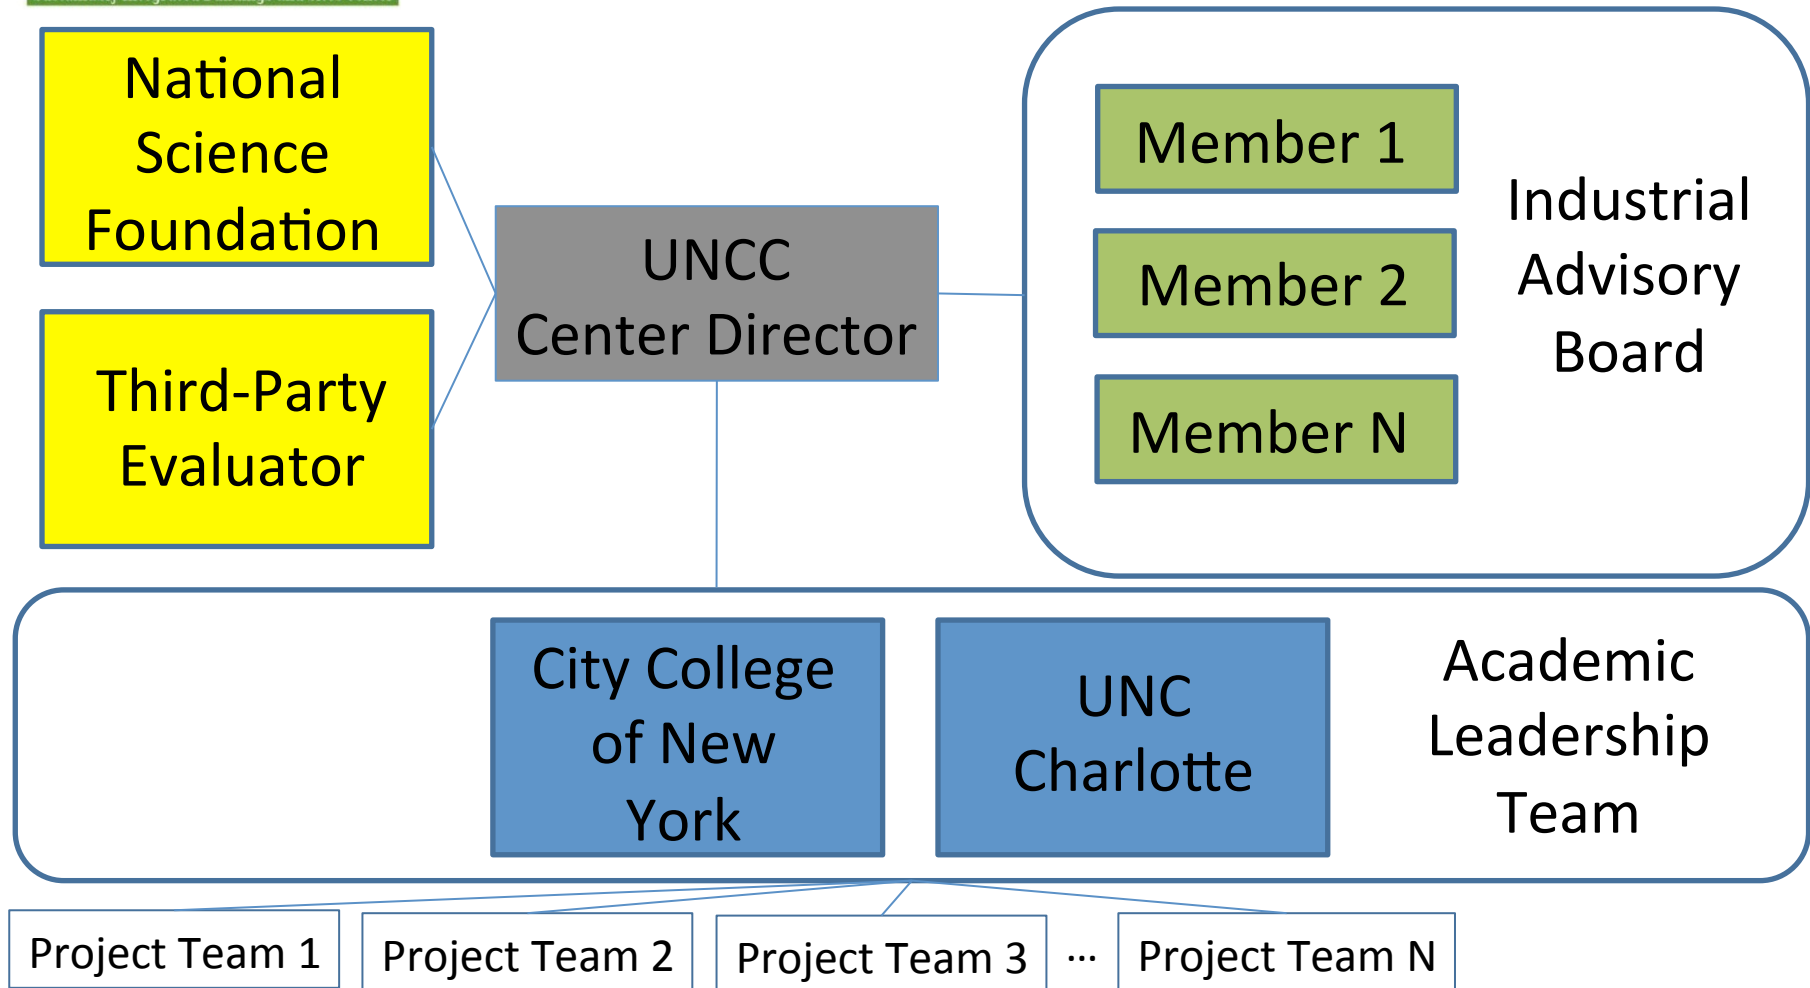 National
Science
Foundation
Third-Party
Evaluator
UNCC
Center Director
Member 1
Member 2
Member N
Industrial
Advisory
Board
City College
of New
York
UNC
Charlotte
Academic
Leadership
Team
Project Team 1
Project Team 2
Project Team 3
...
Project Team N